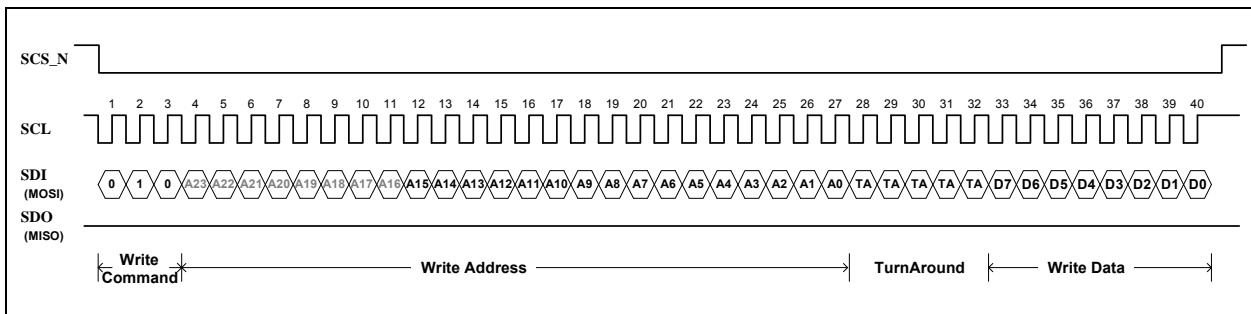 SCS_N
1 2 3 4 5 6 7 8 9 10 11 12 13 14 15 16 17 18 19 20 21 22 23 24 25 26 27 28 29 30 31 32 33 34 35 36 37 38 39 40
SCL
SDI
(MOSI)
0 1 0 A23 A22 A21 A20 A19 A18 A17 A16 A15 A14 A13 A12 A11 A10 A9 A8 A7 A6 A5 A4 A3 A2 A1 A0 TA TA TA TA TA D7 D6 D5 D4 D3 D2 D1 D0
SDO
(MISO)
Write
Command
Write Address
TurnAround
Write Data